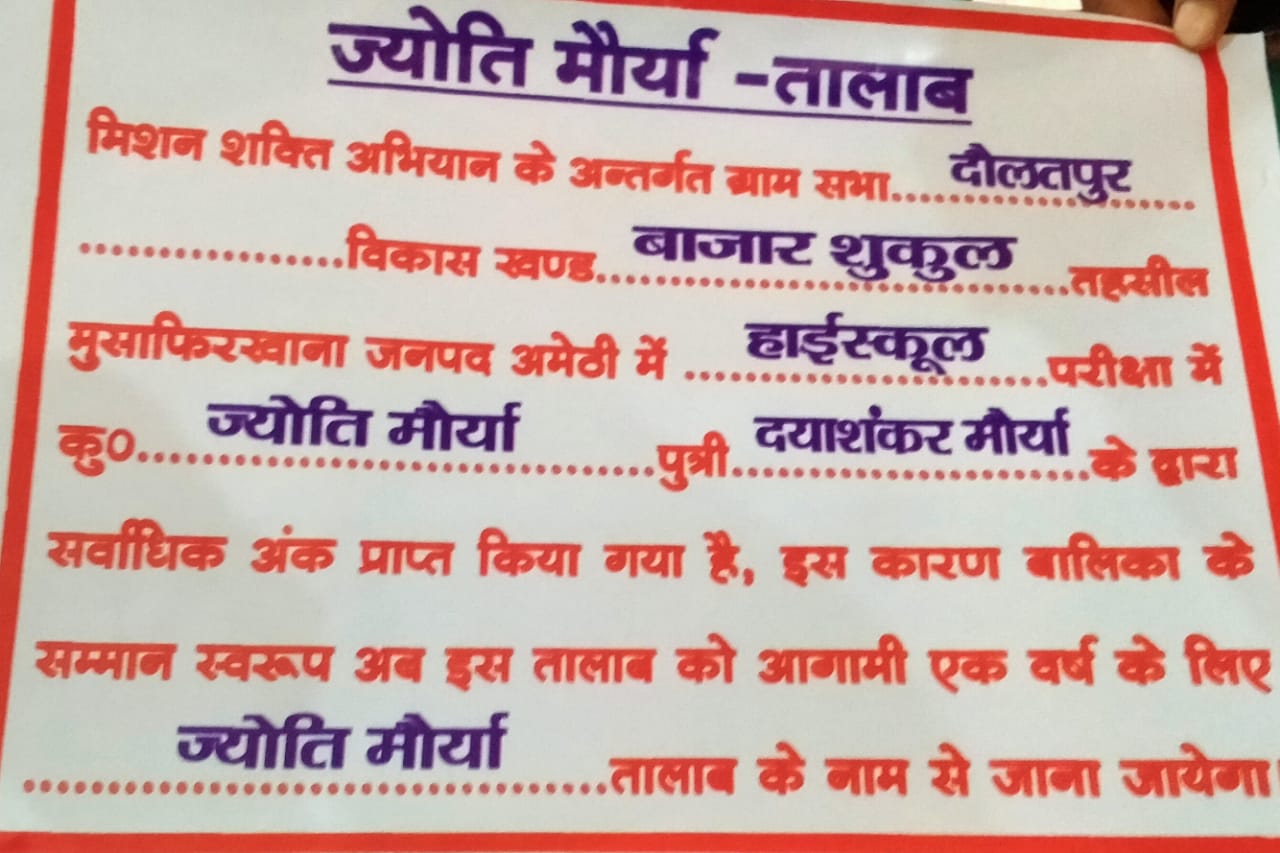 ज्योति मौर्या -तालाब
मिशन शक्ति अभियान के अन्तर्गत ग्राम सभा.....दौलतपुर.....
................विकास खण्ड.....बाजार शुकुल.....तहसील
मुसाफिरखाना जनपद अमेठी में .....हाईस्कूल.....परीक्षा में
कु०.....ज्योति मौर्या.....पुत्री.....दयाशंकर मौर्या.....के द्वारा
सर्वाधिक अंक प्राप्त किया गया है, इस कारण बालिका के
सम्मान स्वरूप अब इस तालाब को आगामी एक वर्ष के लिए
.....ज्योति मौर्या.....तालाब के नाम से जाना जायेगा